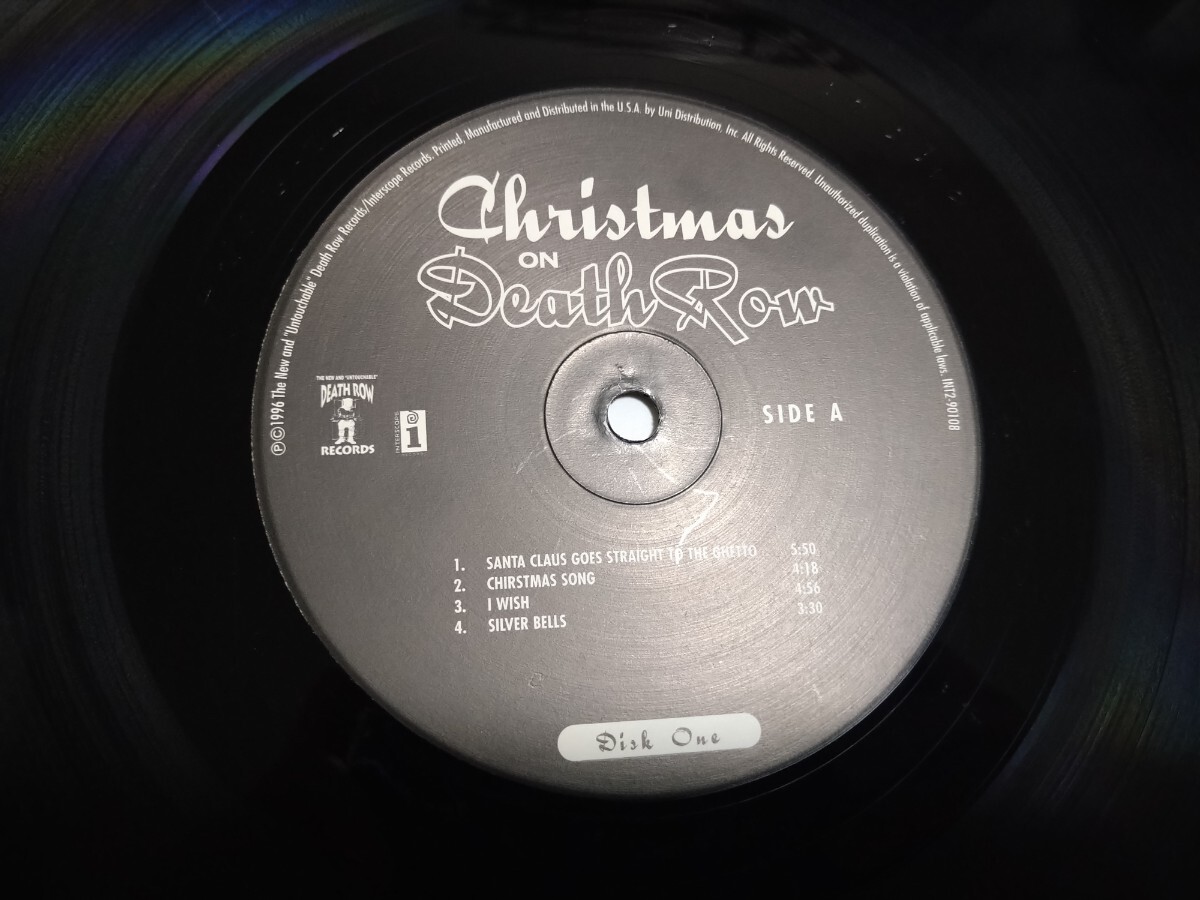 ℗©1996 The New and "Untouchable" Death Row Records/Interscope Records. Printed, Manufactured and Distributed in the U.S.A. by Uni Distribution, Inc. All Rights Reserved. Unauthorized duplication is a violation of applicable laws. INT2-90108
Christmas
ON
Death Row
THE NEW AND "UNTOUCHABLE"
DEATH ROW
RECORDS
INTERSCOPE
i
SIDE A
1. SANTA CLAUS GOES STRAIGHT TO THE GHETTO 5:50
2. CHIRSTMAS SONG 4:18
3. I WISH 4:56
4. SILVER BELLS 3:30
Disk One